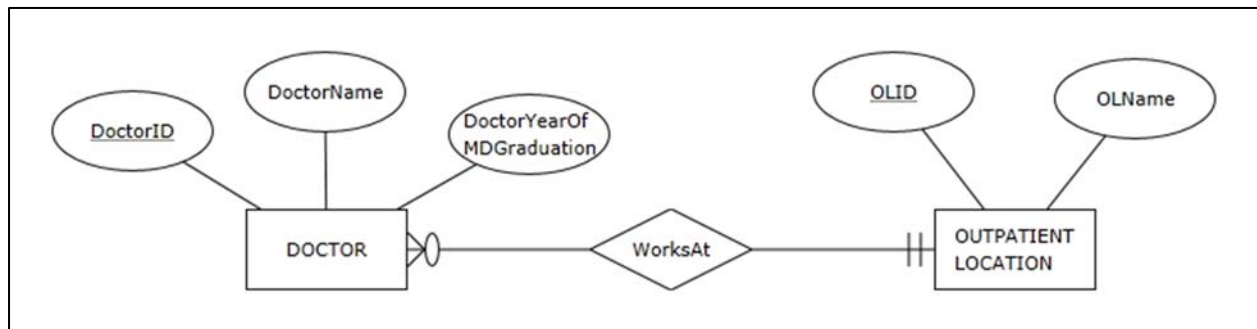 DoctorID
DoctorName
DoctorYearOf
MDGraduation
OLID
OLName
DOCTOR
WorksAt
OUTPATIENT
LOCATION